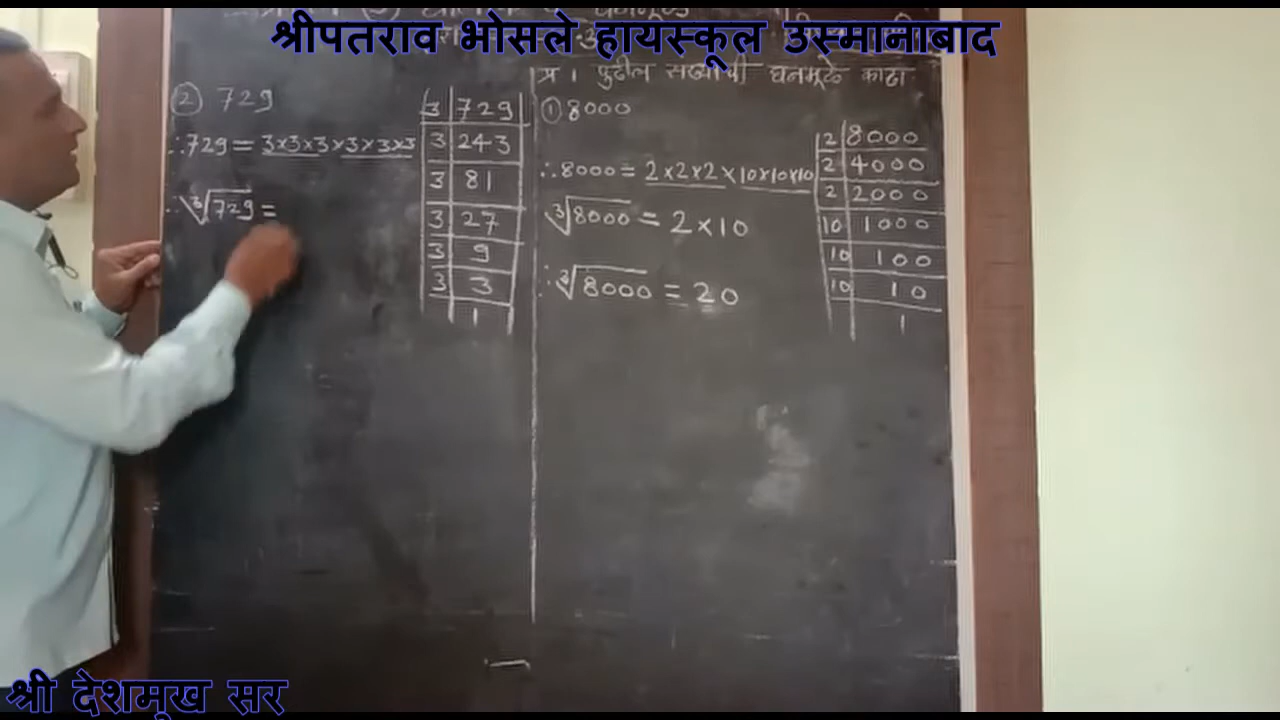 श्रीपतराव भोसले हायस्कूल उस्मानाबाद
② 729
∴729 = 3×3×3×3×3×3
∴ ∛729 =
3 | 729
3 | 243
3 | 81
3 | 27
3 | 9
3 | 3
1
प्र । पुढील संख्यांची घनमूळे काढा
① 8000
∴8000 = 2×2×2×10×10×10
∛8000 = 2×10
∴ ∛8000 = 20
2 | 8000
2 | 4000
2 | 2000
10 | 1000
10 | 100
10 | 10
1
श्री देशमुख सर